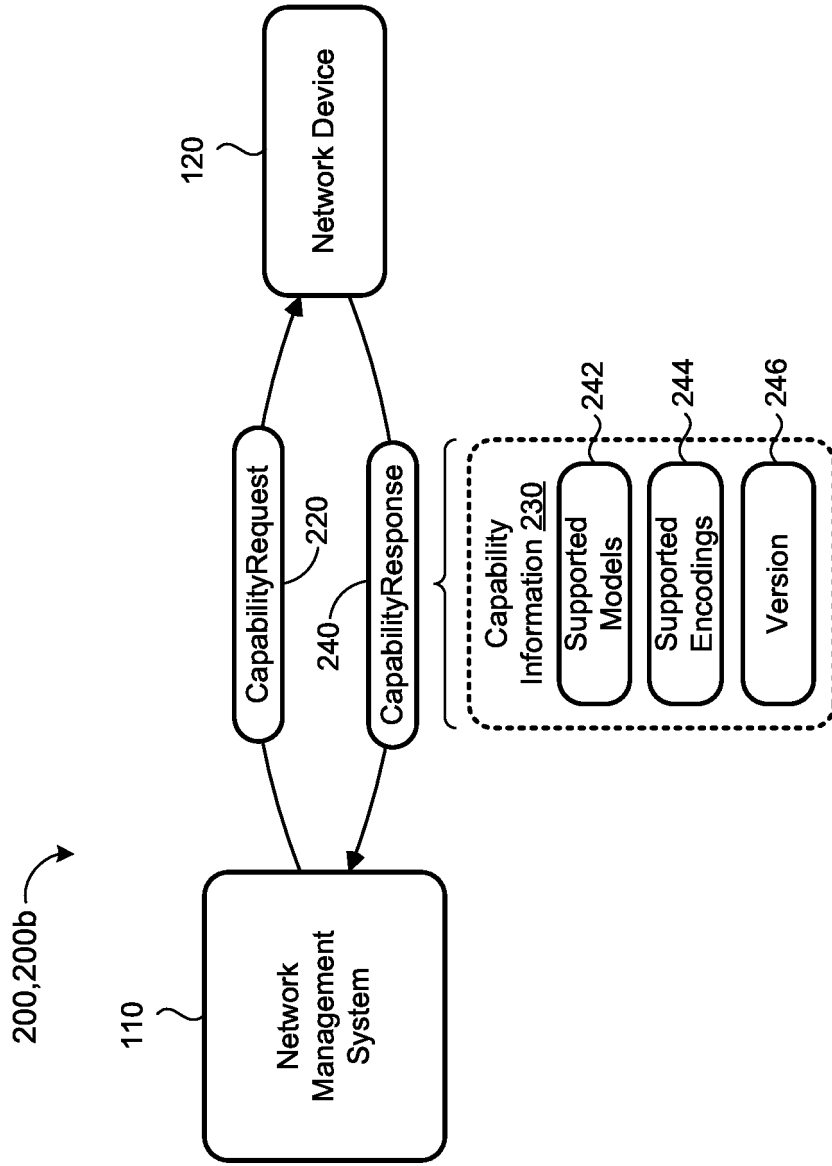 200,200b
110
Network
Management
System
CapabilityRequest
220
240
CapabilityResponse
120
Network Device
Capability
Information 230
Supported
Models
242
Supported
Encodings
244
Version
246